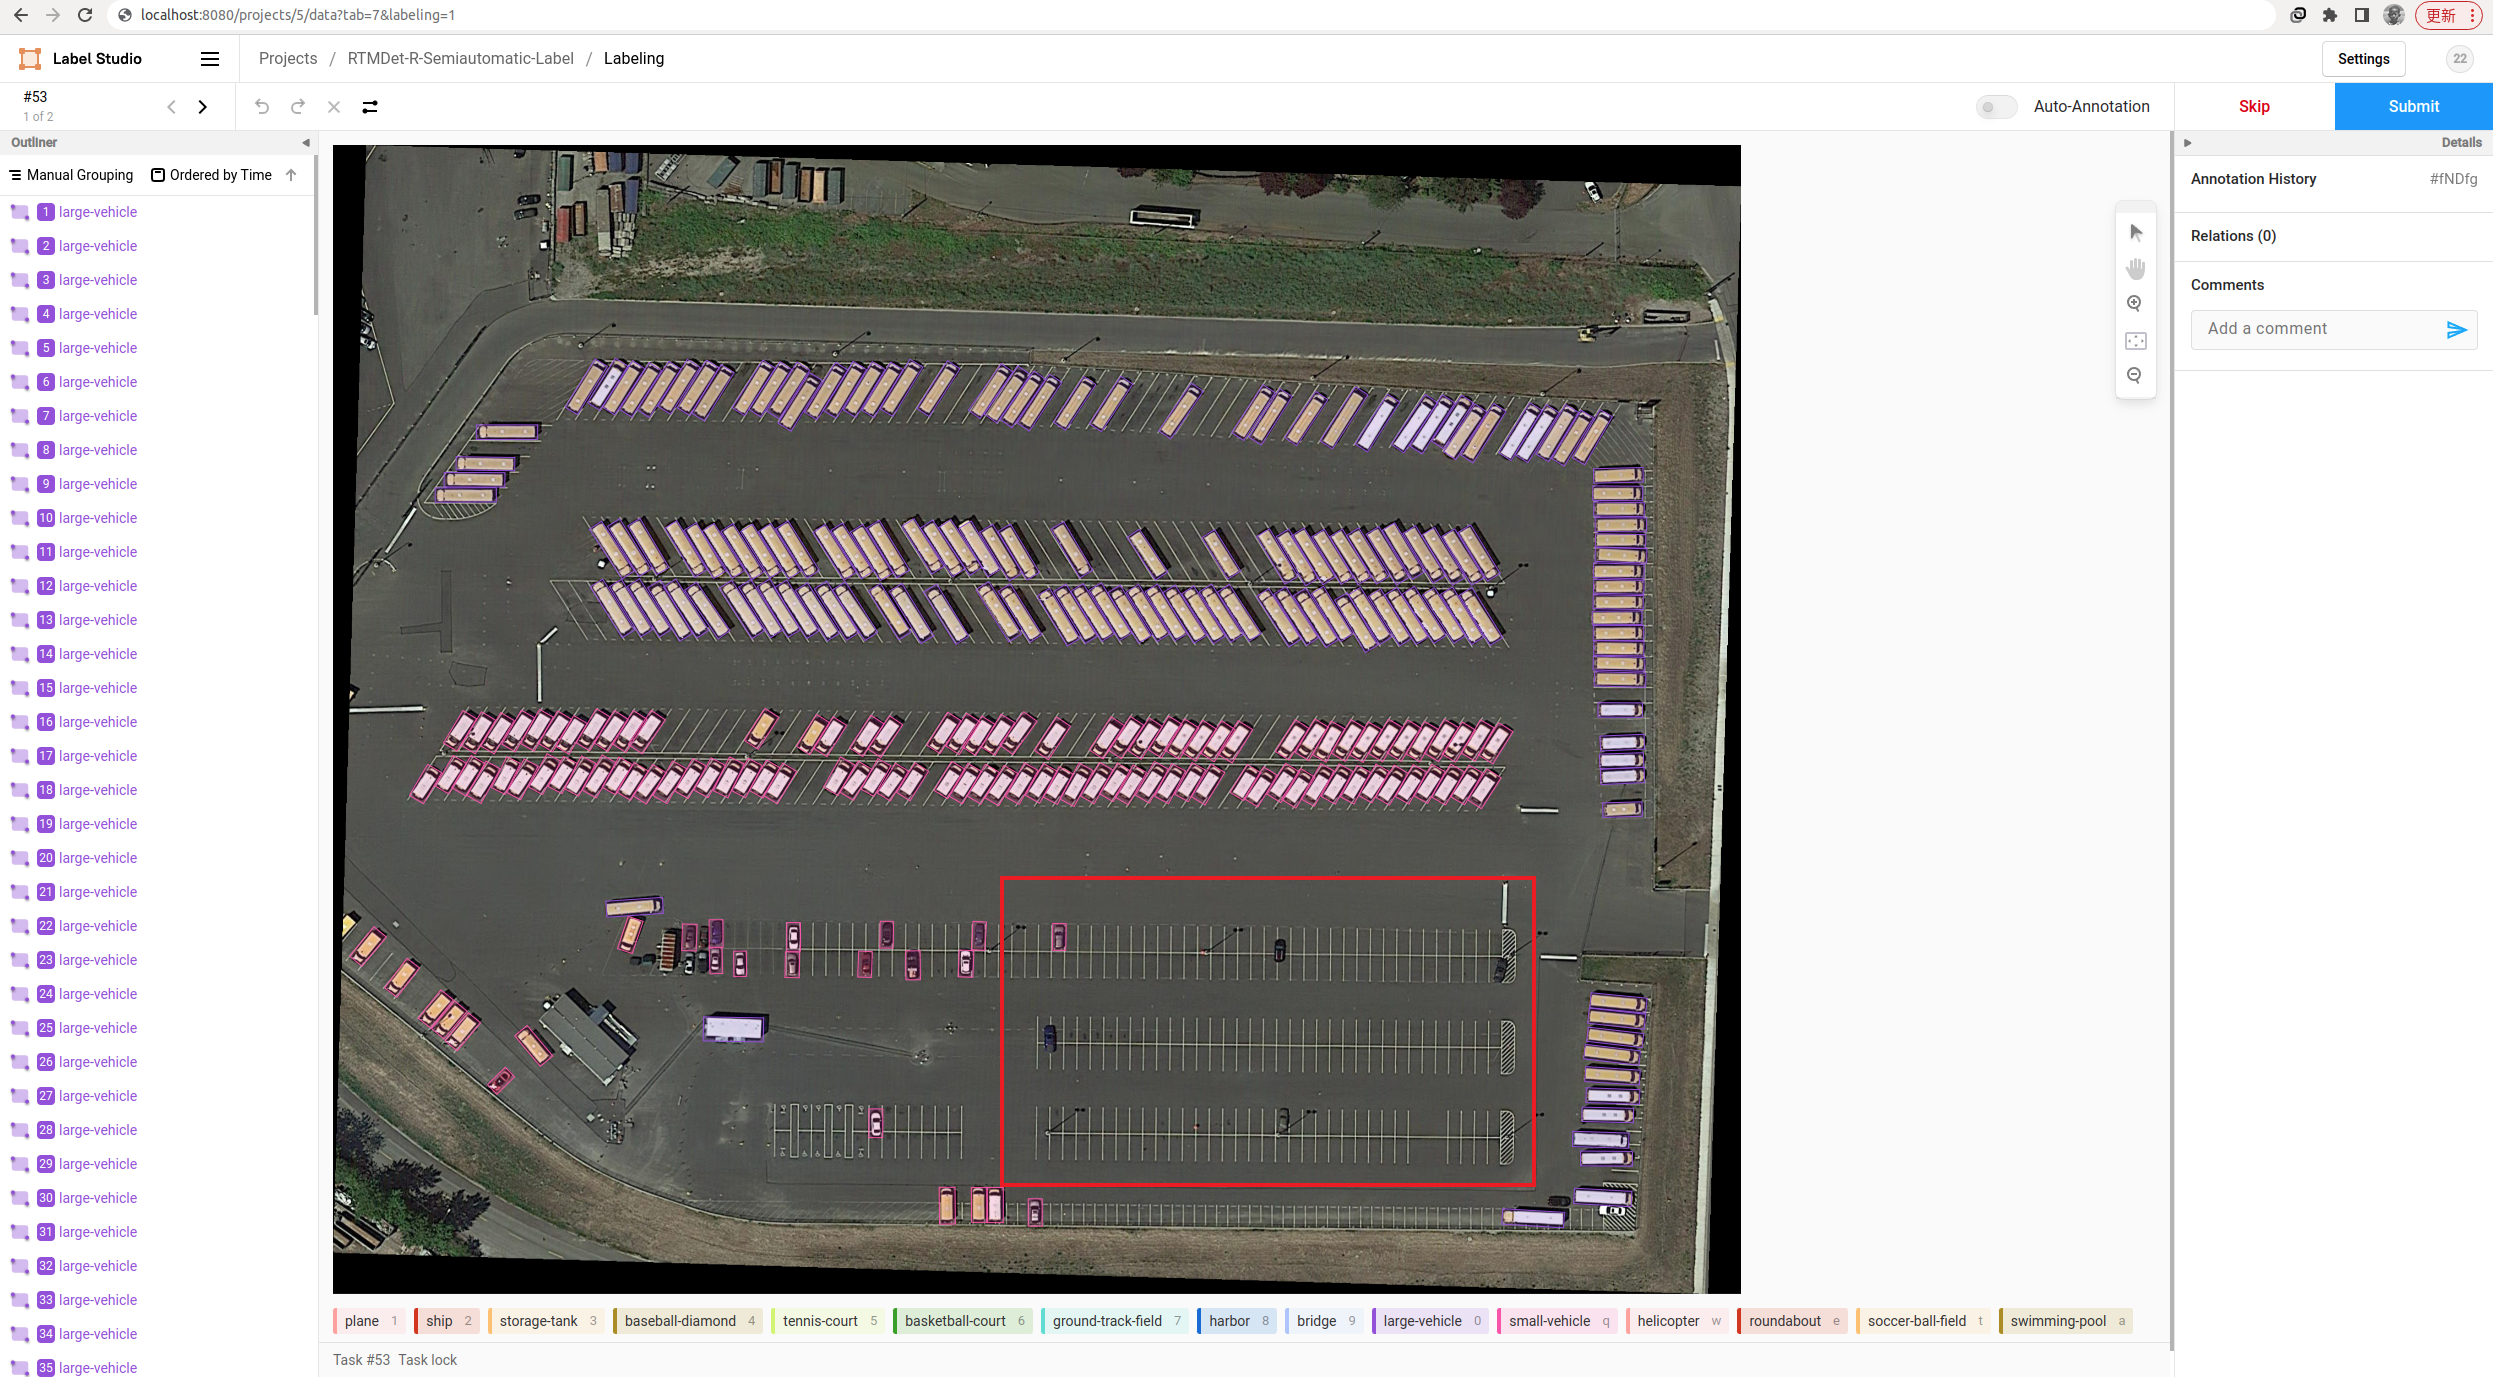 localhost:8080/projects/5/data?tab=7&labeling=1
更新
Label Studio
Projects / RTMDet-R-Semiautomatic-Label / Labeling
Settings
22
#53
1 of 2
Auto-Annotation
Skip
Submit
Outliner
Details
Manual Grouping
Ordered by Time
Annotation History
#fNDfg
Relations (0)
Comments
Add a comment
1 large-vehicle
2 large-vehicle
3 large-vehicle
4 large-vehicle
5 large-vehicle
6 large-vehicle
7 large-vehicle
8 large-vehicle
9 large-vehicle
10 large-vehicle
11 large-vehicle
12 large-vehicle
13 large-vehicle
14 large-vehicle
15 large-vehicle
16 large-vehicle
17 large-vehicle
18 large-vehicle
19 large-vehicle
20 large-vehicle
21 large-vehicle
22 large-vehicle
23 large-vehicle
24 large-vehicle
25 large-vehicle
26 large-vehicle
27 large-vehicle
28 large-vehicle
29 large-vehicle
30 large-vehicle
31 large-vehicle
32 large-vehicle
33 large-vehicle
34 large-vehicle
35 large-vehicle
plane 1 ship 2 storage-tank 3 baseball-diamond 4 tennis-court 5 basketball-court 6 ground-track-field 7 harbor 8 bridge 9 large-vehicle 0 small-vehicle q helicopter w roundabout e soccer-ball-field t swimming-pool a
Task #53 Task lock